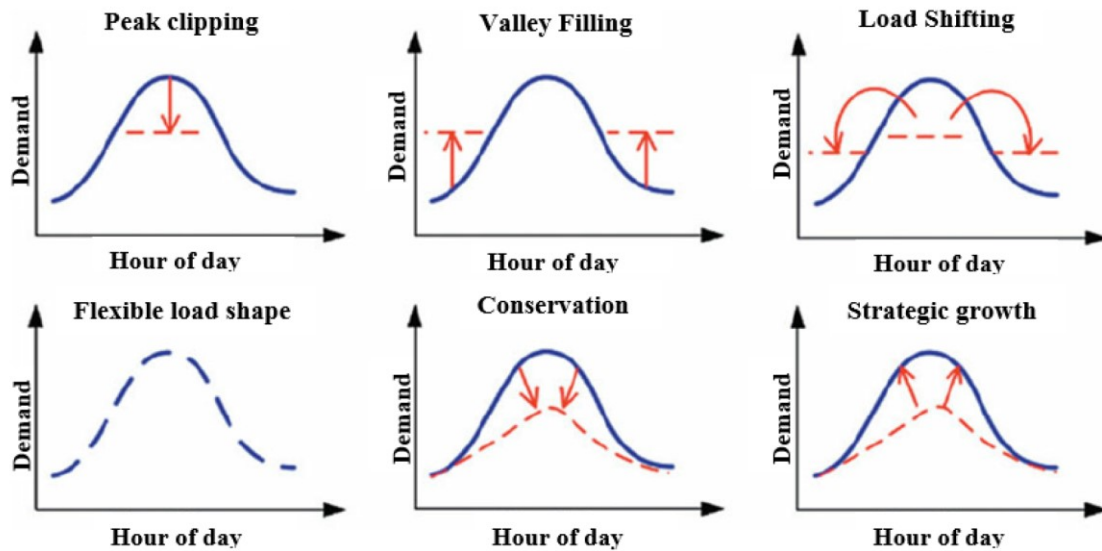 Peak clipping
Demand
Hour of day
Valley Filling
Demand
Hour of day
Load Shifting
Demand
Hour of day
Flexible load shape
Demand
Hour of day
Conservation
Demand
Hour of day
Strategic growth
Demand
Hour of day